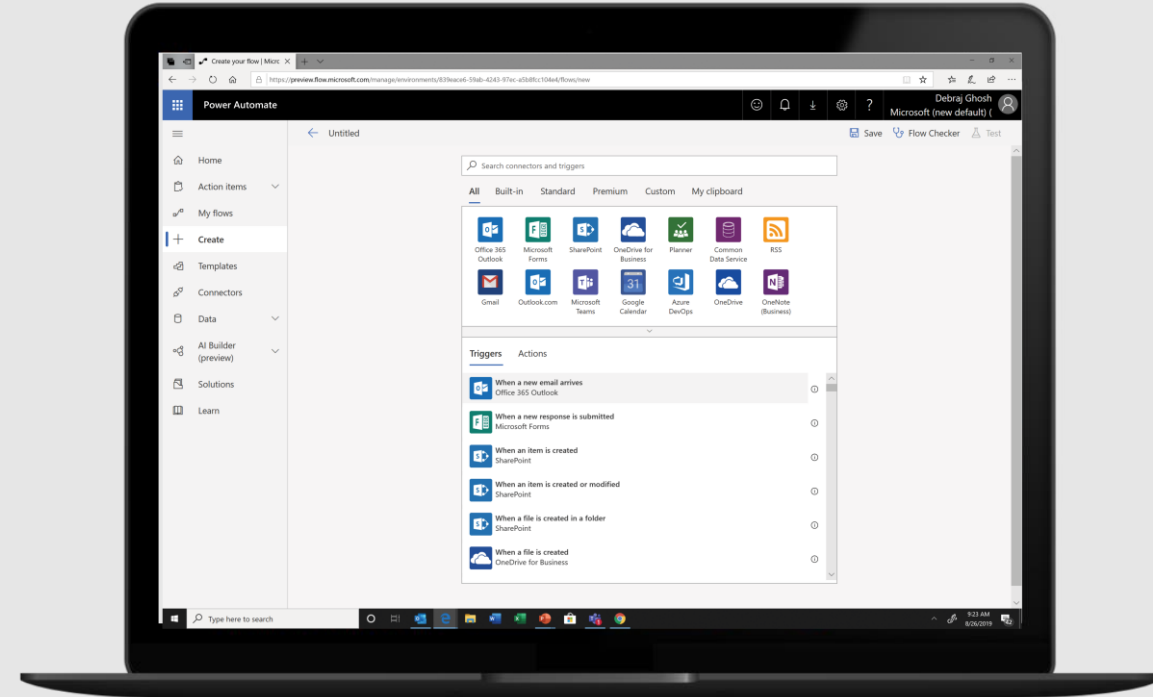 Create your flow | Micrc
https://preview.flow.microsoft.com/manage/environments/839eace6-59ab-4243-97ec-a5b8fcc104e4/flows/new
Power Automate
Debraj Ghosh
Microsoft (new default) (
Untitled
Save
Flow Checker
Test
Home
Action items
My flows
Create
Templates
Connectors
Data
AI Builder
(preview)
Solutions
Learn
Search connectors and triggers
All Built-in Standard Premium Custom My clipboard
Office 365
Outlook
Microsoft
Forms
SharePoint
OneDrive for
Business
Planner
Common
Data Service
RSS
Gmail
Outlook.com
Microsoft
Teams
31
Google
Calendar
Azure
DevOps
OneDrive
OneNote
(Business)
Triggers Actions
When a new email arrives
Office 365 Outlook
When a new response is submitted
Microsoft Forms
When an item is created
SharePoint
When an item is created or modified
SharePoint
When a file is created in a folder
SharePoint
When a file is created
OneDrive for Business
Type here to search
9:23 AM
8/26/2019